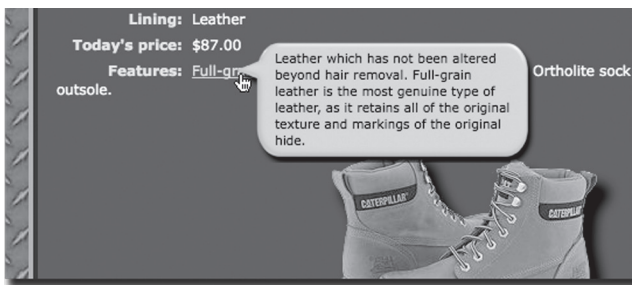 Lining: Leather
Today's price: $87.00
Features: Full-gr Ortholite sock
outsole.
Leather which has not been altered
beyond hair removal. Full-grain
leather is the most genuine type of
leather, as it retains all of the original
texture and markings of the original
hide.
CATERPILLAR
CATERPILLAR